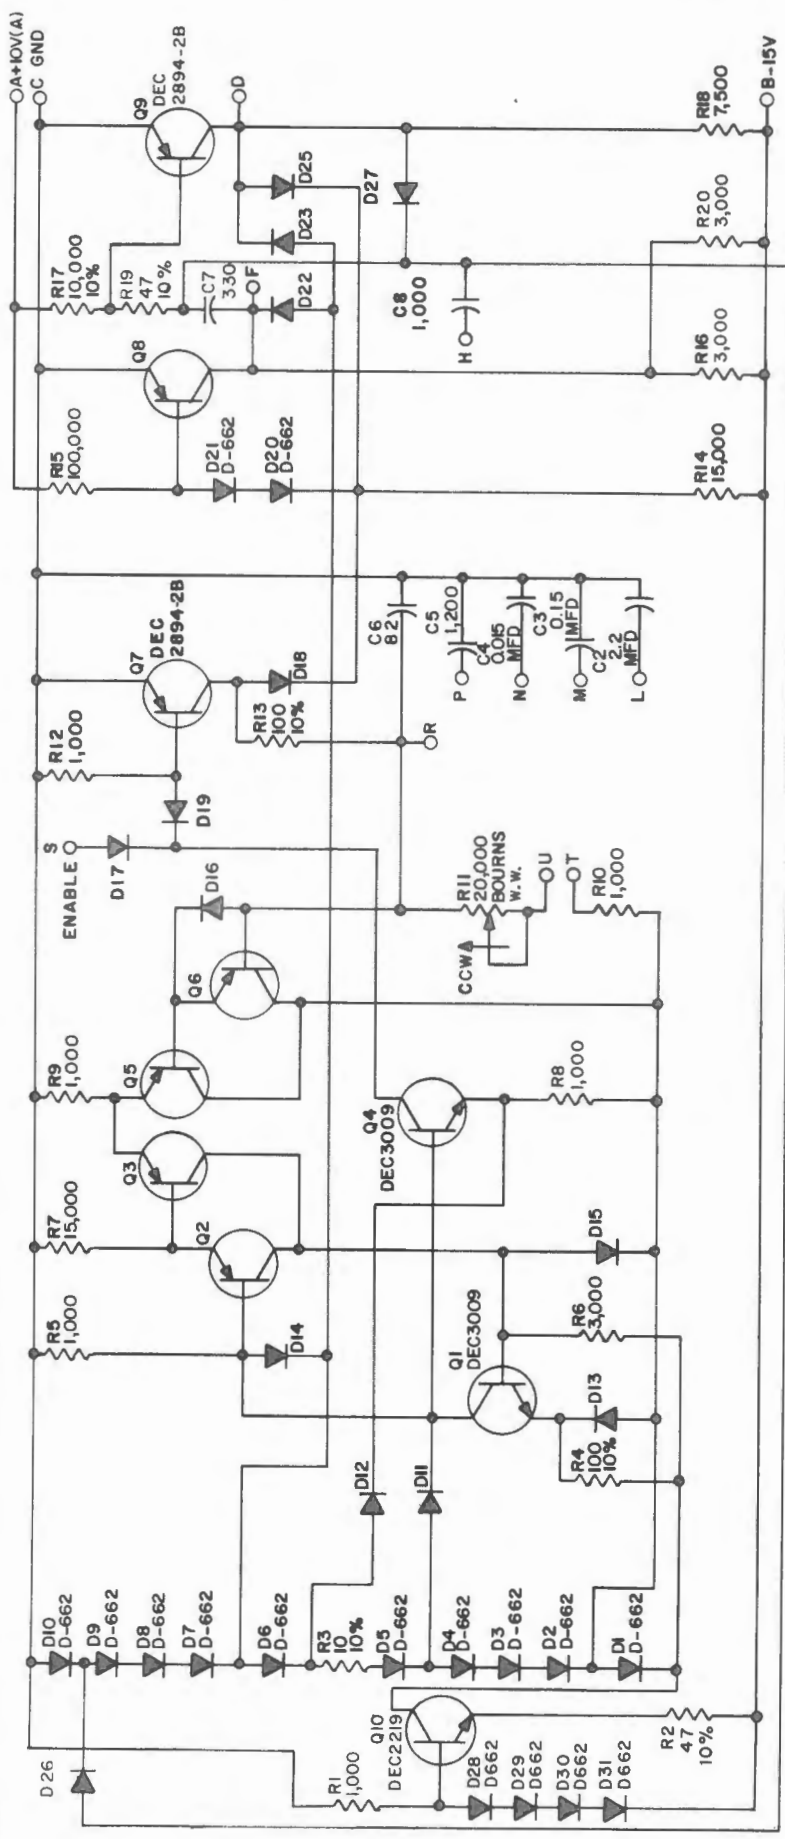 A+10V(A)
C GND
Q9
DEC
2894-2B
D
R17
10,000
10%
R19
47
10%
C7
330
F
D22
D23
D25
D27
C8
1,000
H
R18
7,500
R20
3,000
B-15V
Q8
R15
100,000
D21
D-662
D20
D-662
R16
3,000
R14
15,000
Q7
DEC
2894-2B
R12
1,000
D19
D18
R13
100
10%
R
C6
82
C5
1,200
P
C4
0.015
MFD
N
C3
0.15
MFD
M
C2
2.2
MFD
L
ENABLE
S
D17
D16
Q6
R9
1,000
Q5
Q3
R7
15,000
Q2
R5
1,000
D14
Q4
DEC3009
R8
1,000
CCW
R11
20,000
BOURNS
W.W.
U
T
R10
1,000
D15
Q1
DEC3009
R6
3,000
D13
R4
100
10%
D12
D11
D10
D-662
D9
D-662
D8
D-662
D7
D-662
D6
D-662
R3
10
10%
D5
D-662
D4
D-662
D3
D-662
D2
D-662
D1
D-662
D26
Q10
DEC2219
R1
1,000
D28
D662
D29
D662
D30
D662
D31
D662
R2
47
10%